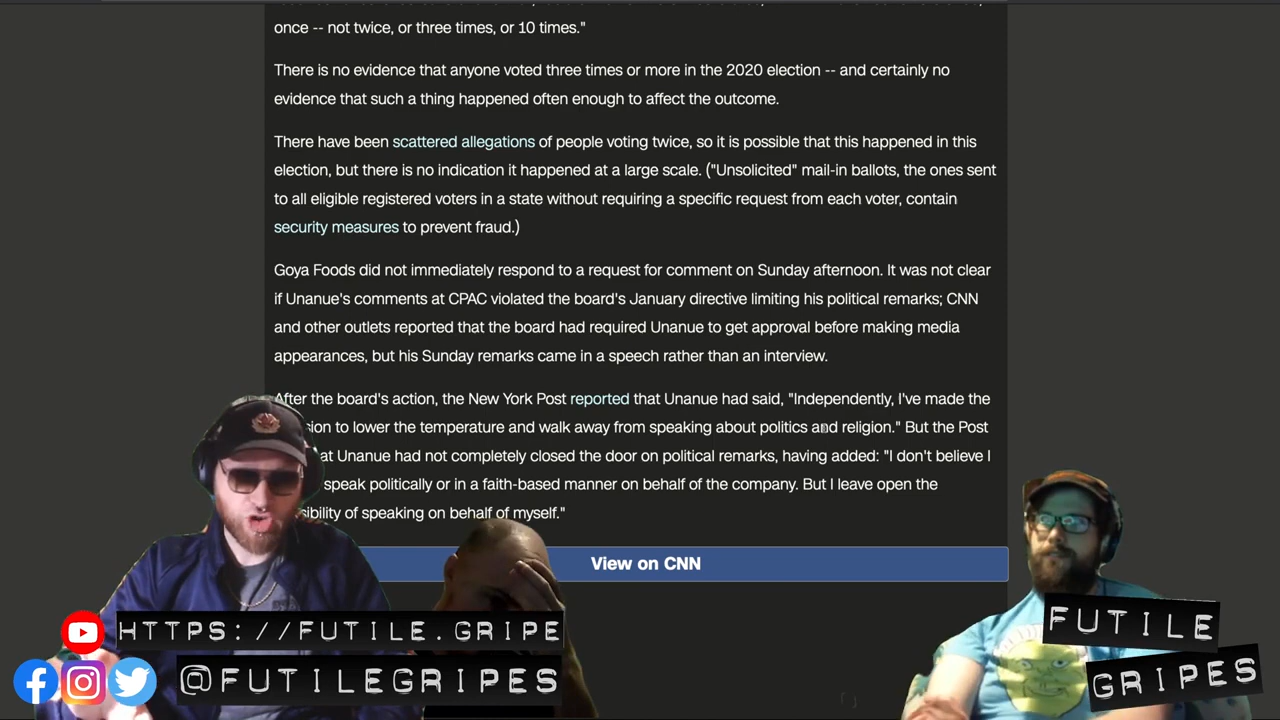 once -- not twice, or three times, or 10 times."
There is no evidence that anyone voted three times or more in the 2020 election -- and certainly no
evidence that such a thing happened often enough to affect the outcome.
There have been scattered allegations of people voting twice, so it is possible that this happened in this
election, but there is no indication it happened at a large scale. ("Unsolicited" mail-in ballots, the ones sent
to all eligible registered voters in a state without requiring a specific request from each voter, contain
security measures to prevent fraud.)
Goya Foods did not immediately respond to a request for comment on Sunday afternoon. It was not clear
if Unanue's comments at CPAC violated the board's January directive limiting his political remarks; CNN
and other outlets reported that the board had required Unanue to get approval before making media
appearances, but his Sunday remarks came in a speech rather than an interview.
After the board's action, the New York Post reported that Unanue had said, "Independently, I've made the
sion to lower the temperature and walk away from speaking about politics and religion." But the Post
at Unanue had not completely closed the door on political remarks, having added: "I don't believe I
speak politically or in a faith-based manner on behalf of the company. But I leave open the
sibility of speaking on behalf of myself."
View on CNN
HTTPS://FUTILE.GRIPE
@FUTILEGRIPES
FUTILE
GRIPES